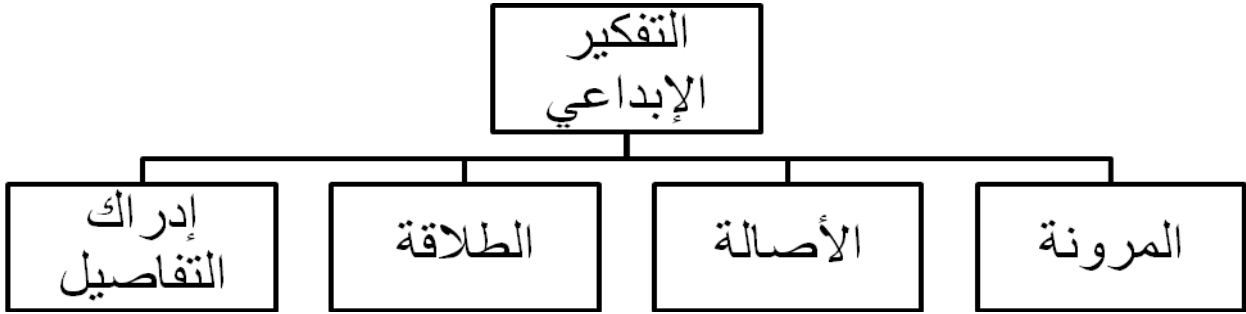 التفكير
الإبداعي
المرونة
الأصالة
الطلاقة
إدراك
التفاصيل